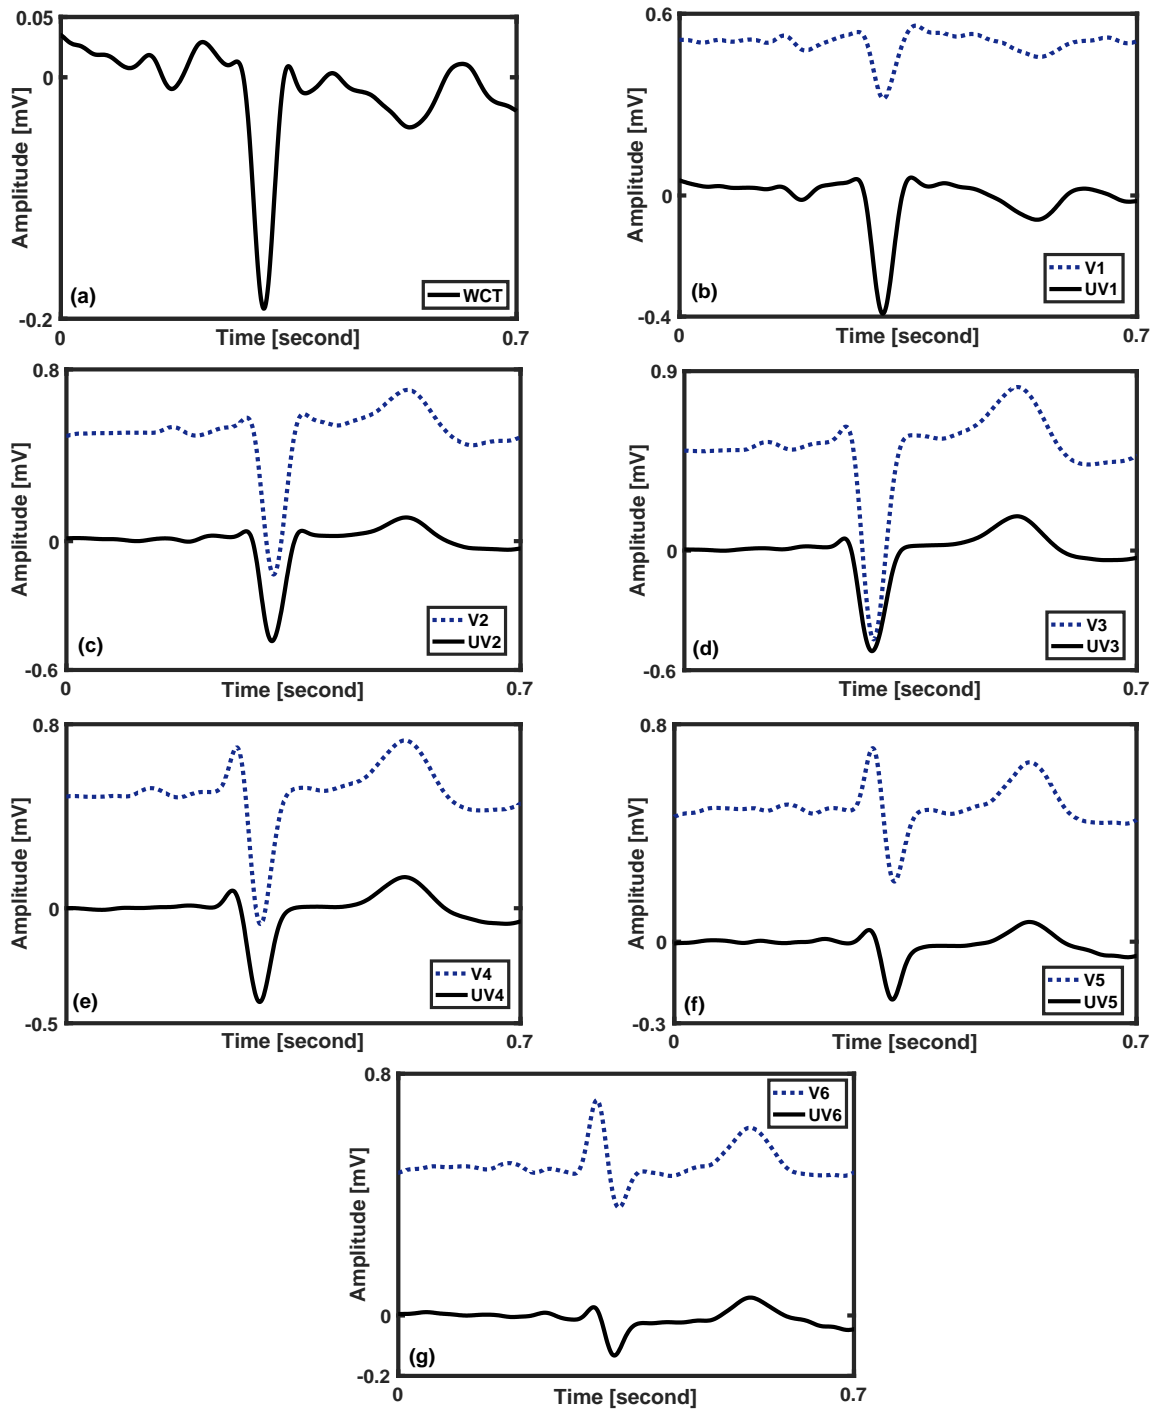 0.05
0
-0.2
Amplitude [mV]
(a)
WCT
0
Time [second]
0.7
0.6
0
-0.4
Amplitude [mV]
(b)
V1
UV1
0
Time [second]
0.7
0.8
0
-0.6
Amplitude [mV]
(c)
V2
UV2
0
Time [second]
0.7
0.9
0
-0.6
Amplitude [mV]
(d)
V3
UV3
0
Time [second]
0.7
0.8
0
-0.5
Amplitude [mV]
(e)
V4
UV4
0
Time [second]
0.7
0.8
0
-0.3
Amplitude [mV]
(f)
V5
UV5
0
Time [second]
0.7
0.8
0
-0.2
Amplitude [mV]
(g)
V6
UV6
0
Time [second]
0.7